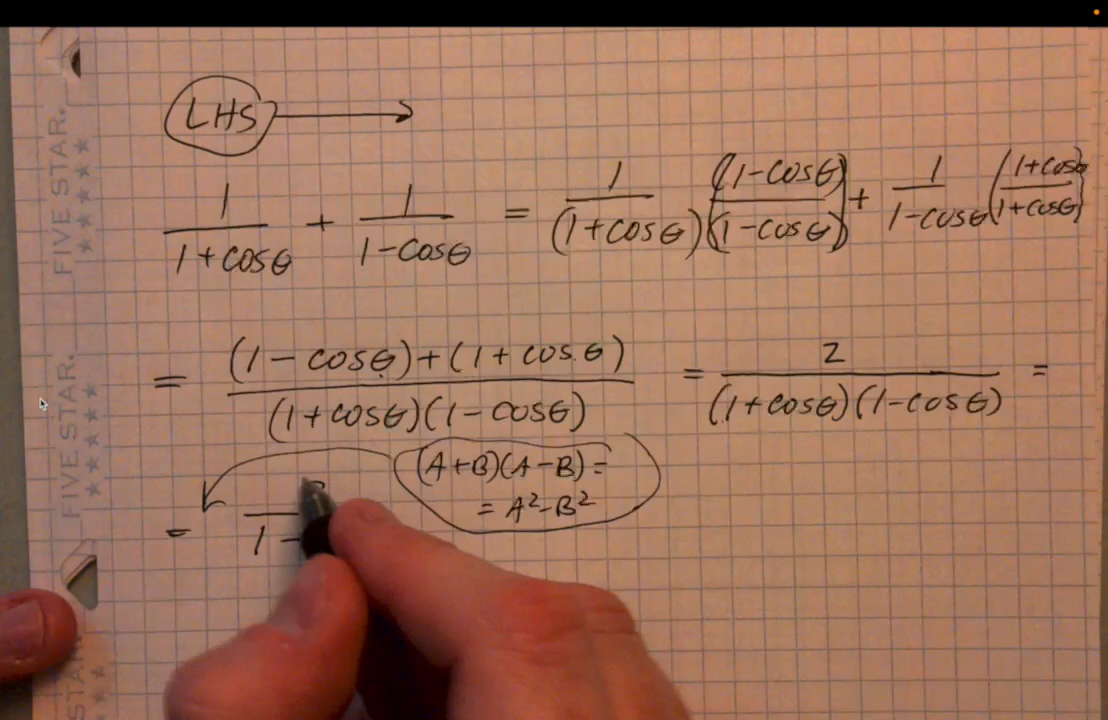 LHS →
1/(1+cosθ) + 1/(1-cosθ) = 1/(1+cosθ) (1-cosθ)/(1-cosθ) + 1/(1-cosθ) (1+cosθ)/(1+cosθ)
= ((1-cosθ)+(1+cosθ))/((1+cosθ)(1-cosθ)) = 2/((1+cosθ)(1-cosθ)) =
(A+B)(A-B) =
= A²-B²
= 1 -
FIVE STAR.
FIVE STAR.
STAR.